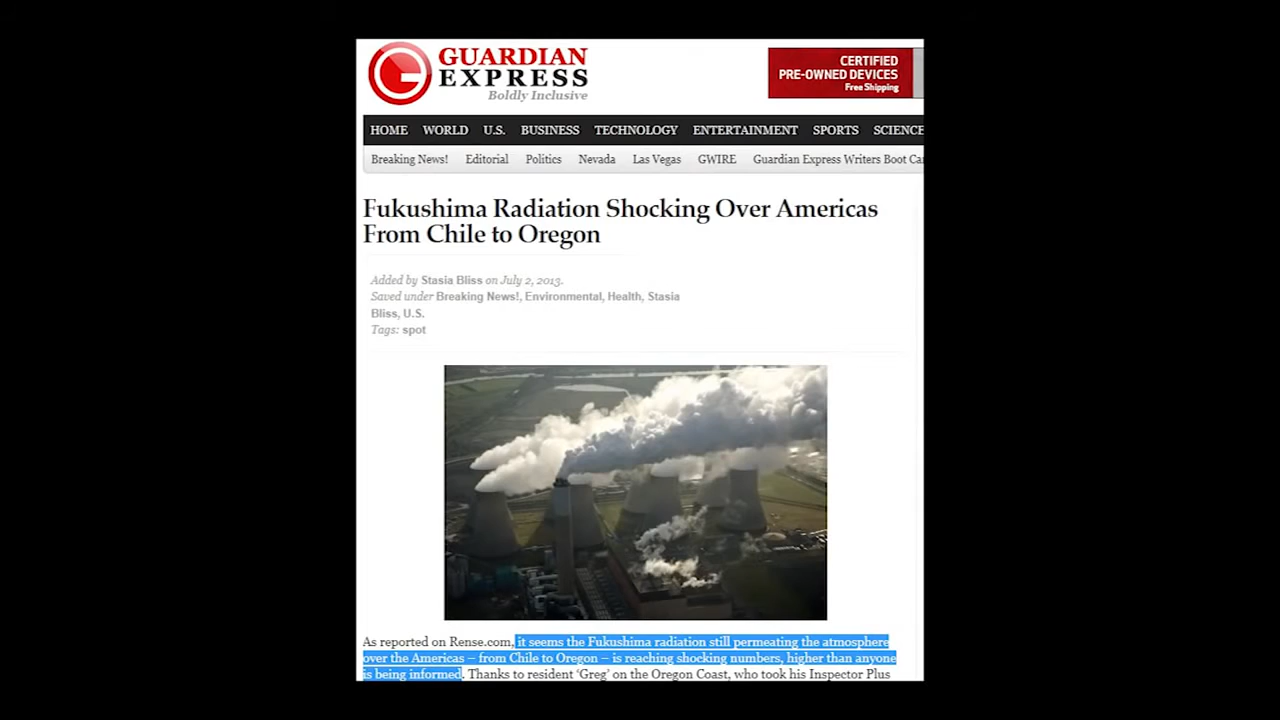 GUARDIAN
EXPRESS
Boldly Inclusive
CERTIFIED
PRE-OWNED DEVICES
Free Shipping
HOME WORLD U.S. BUSINESS TECHNOLOGY ENTERTAINMENT SPORTS SCIENCE
Breaking News! Editorial Politics Nevada Las Vegas GWIRE Guardian Express Writers Boot Ca
Fukushima Radiation Shocking Over Americas
From Chile to Oregon
Added by Stasia Bliss on July 2, 2013.
Saved under Breaking News!, Environmental, Health, Stasia
Bliss, U.S.
Tags: spot
As reported on Rense.com, it seems the Fukushima radiation still permeating the atmosphere
over the Americas – from Chile to Oregon – is reaching shocking numbers, higher than anyone
is being informed. Thanks to resident 'Greg' on the Oregon Coast, who took his Inspector Plus